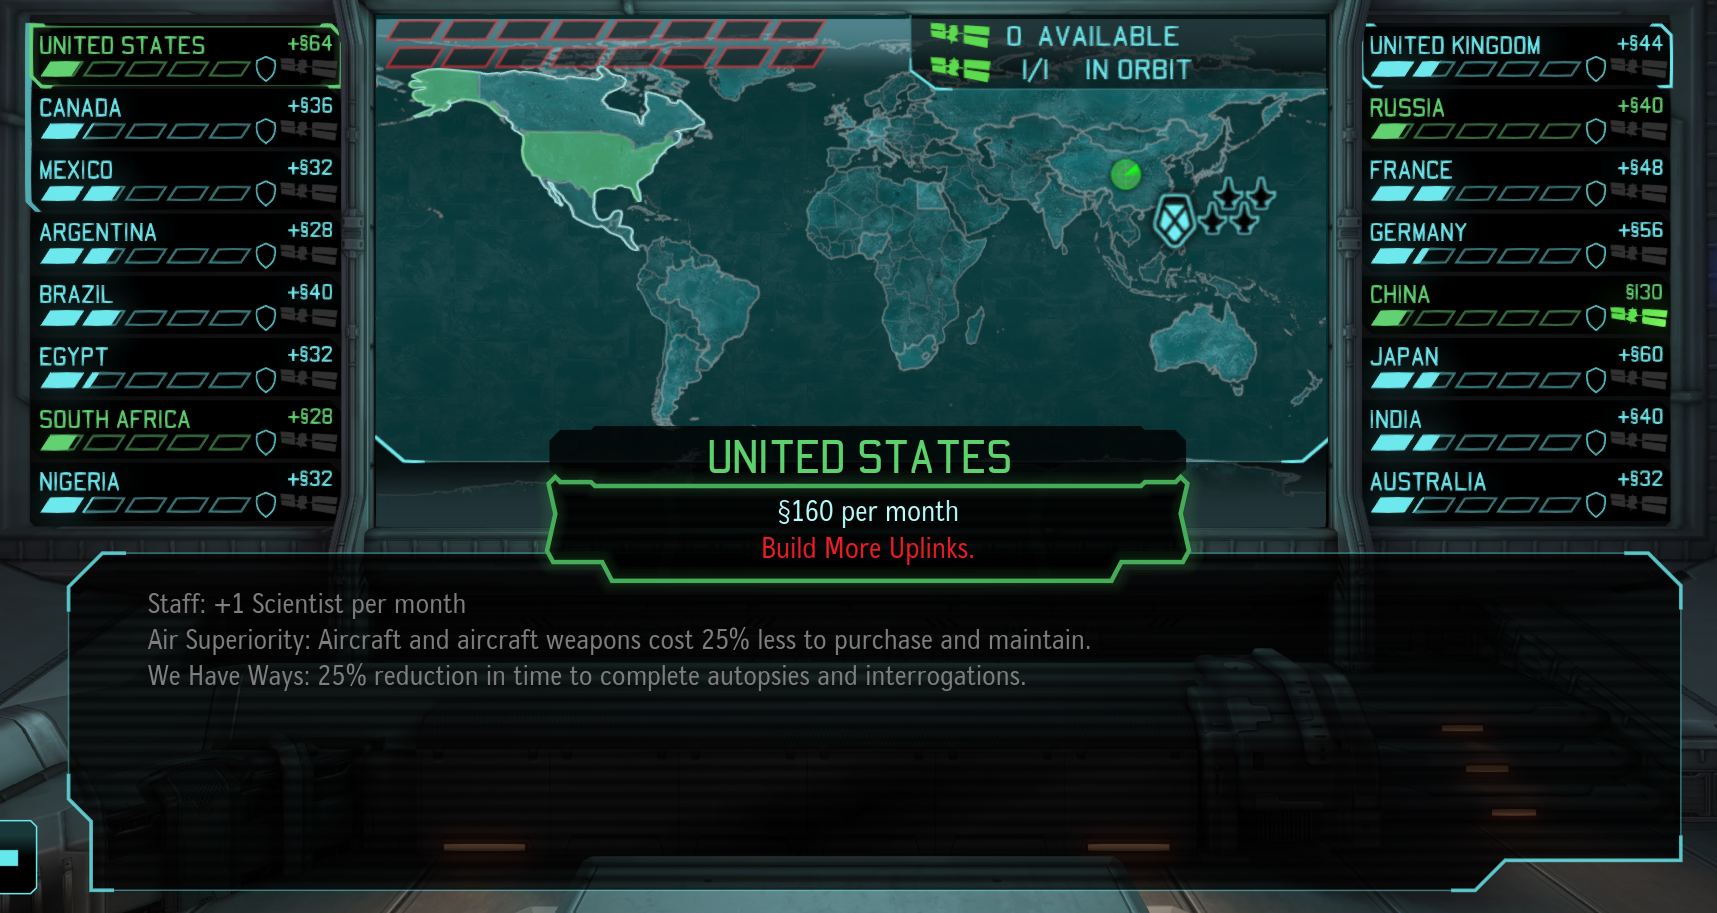 UNITED STATES +§64
CANADA +§36
MEXICO +§32
ARGENTINA +§28
BRAZIL +§40
EGYPT +§32
SOUTH AFRICA +§28
NIGERIA +§32
0 AVAILABLE
1/1 IN ORBIT
UNITED KINGDOM +§44
RUSSIA +§40
FRANCE +§48
GERMANY +§56
CHINA §130
JAPAN +§60
INDIA +§40
AUSTRALIA +§32
UNITED STATES
§160 per month
Build More Uplinks.
Staff: +1 Scientist per month
Air Superiority: Aircraft and aircraft weapons cost 25% less to purchase and maintain.
We Have Ways: 25% reduction in time to complete autopsies and interrogations.